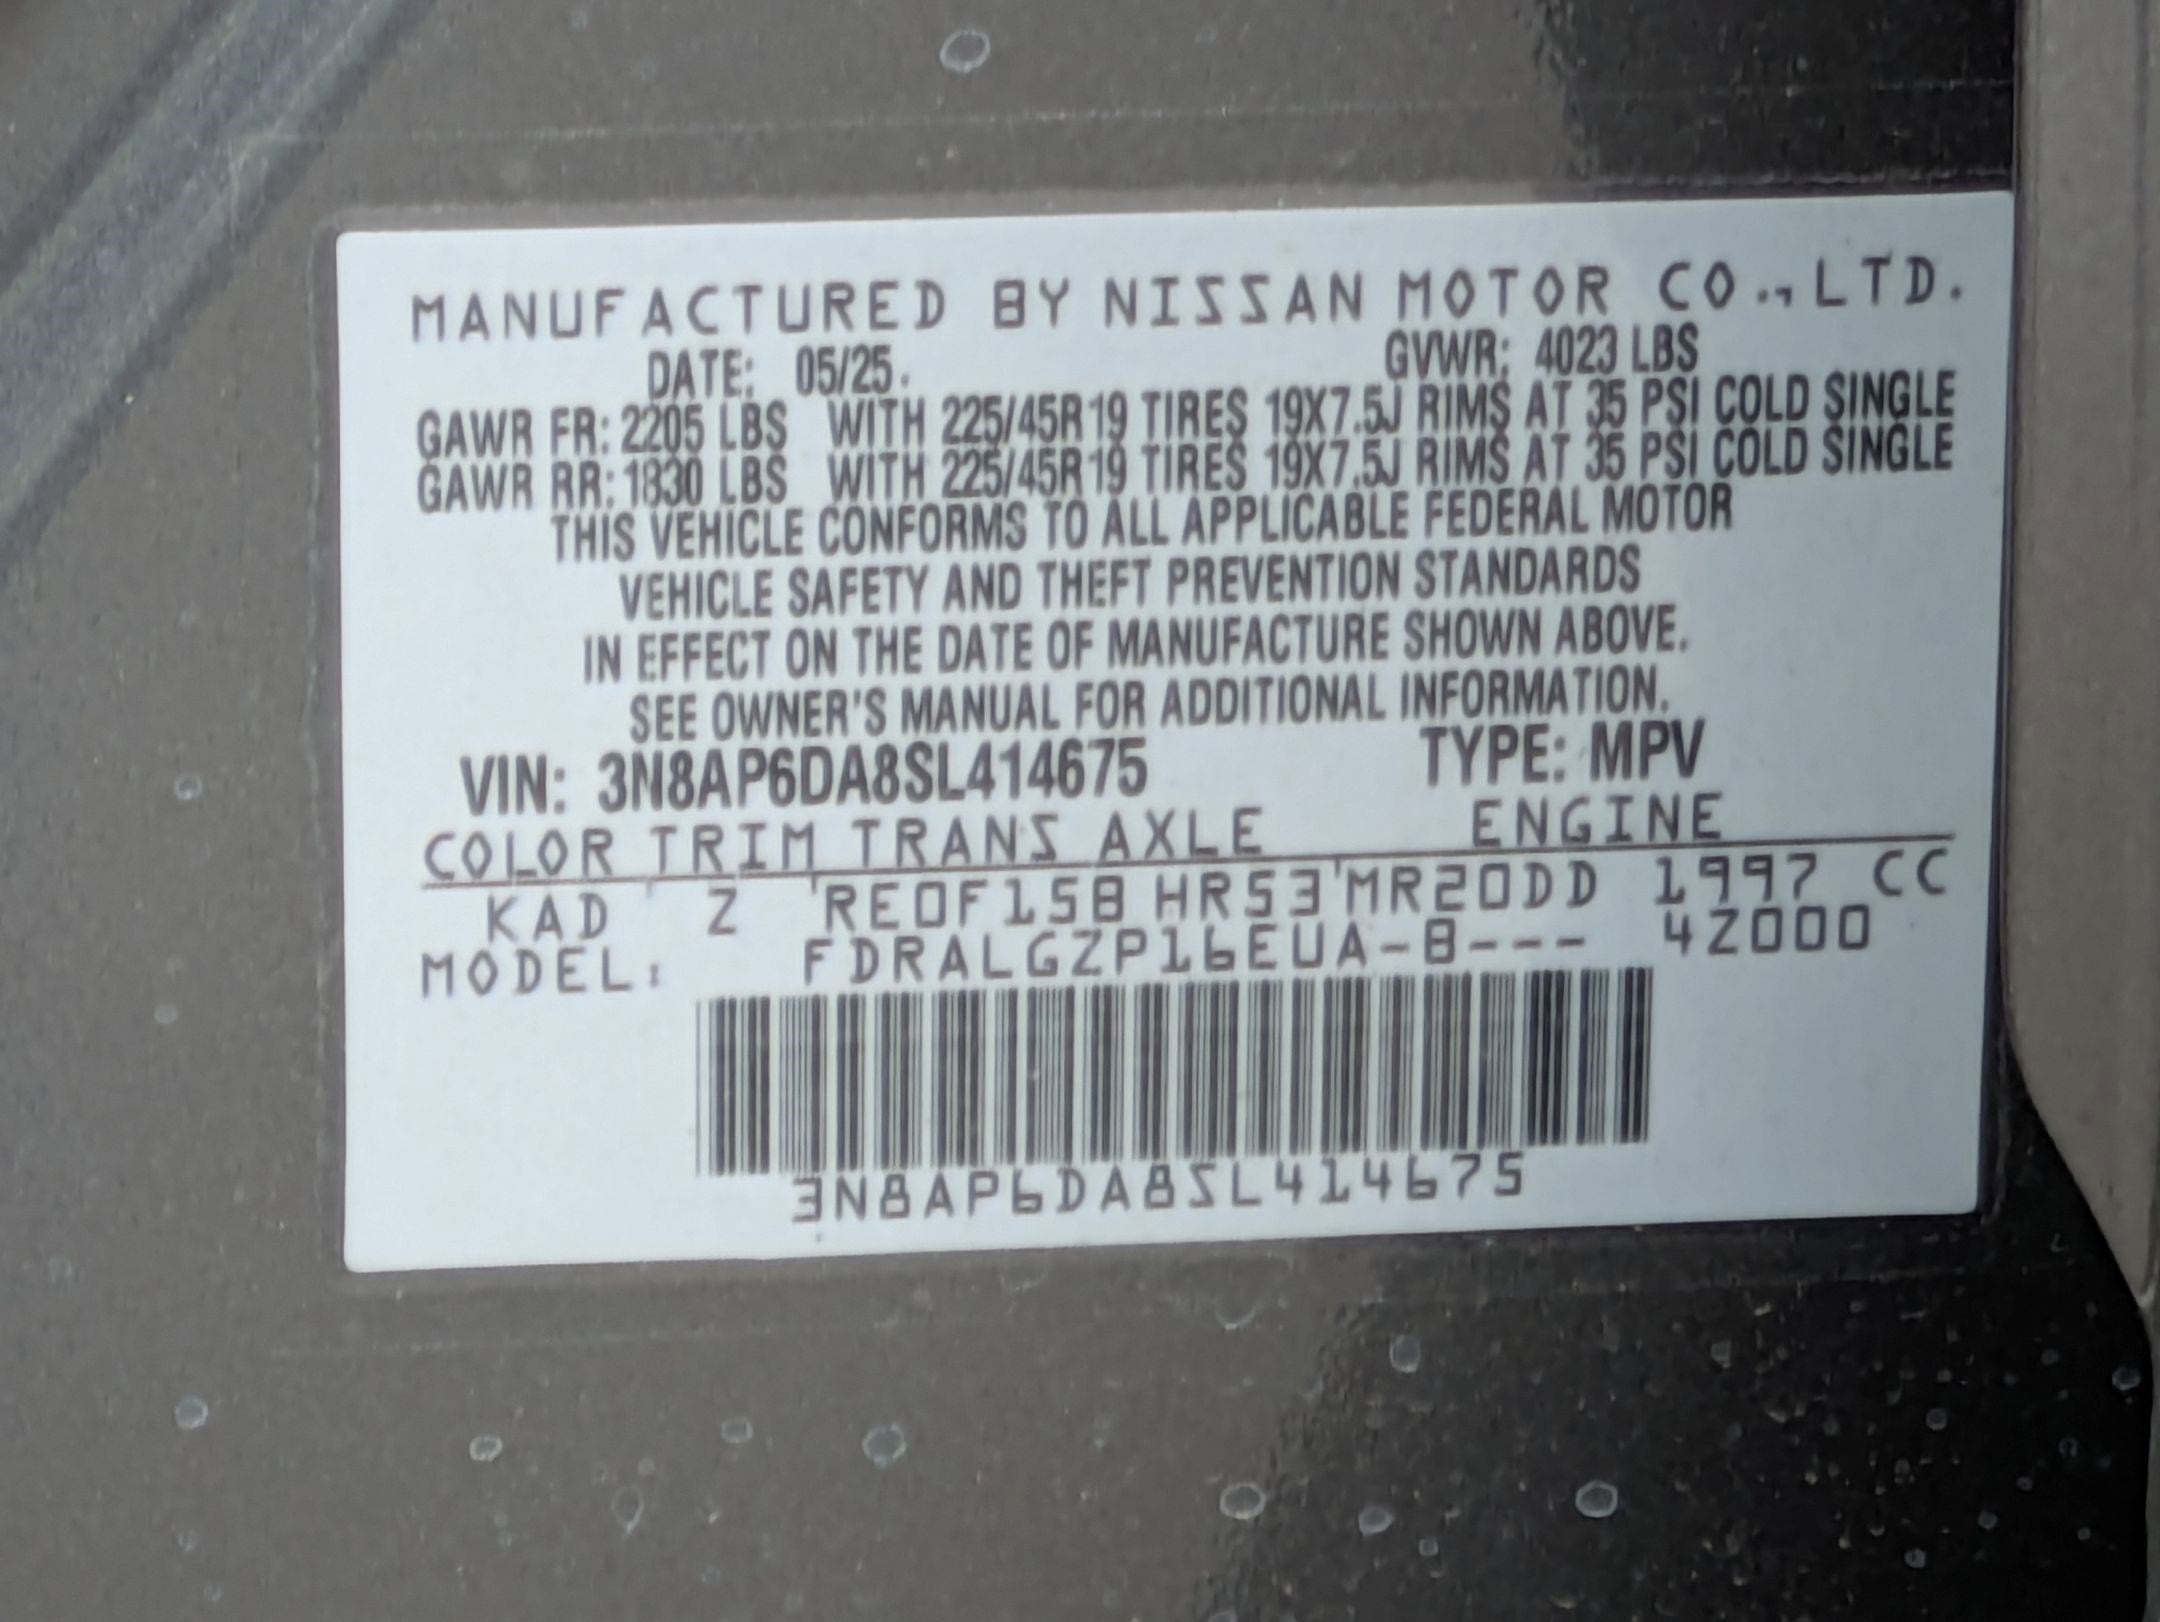 MANUFACTURED BY NISSAN MOTOR CO., LTD.
DATE: 05/25. GVWR: 4023 LBS
GAWR FR: 2205 LBS WITH 225/45R19 TIRES 19X7.5J RIMS AT 35 PSI COLD SINGLE
GAWR RR: 1830 LBS WITH 225/45R19 TIRES 19X7.5J RIMS AT 35 PSI COLD SINGLE
THIS VEHICLE CONFORMS TO ALL APPLICABLE FEDERAL MOTOR
VEHICLE SAFETY AND THEFT PREVENTION STANDARDS
IN EFFECT ON THE DATE OF MANUFACTURE SHOWN ABOVE.
SEE OWNER'S MANUAL FOR ADDITIONAL INFORMATION.
VIN: 3N8AP6DA8SL414675 TYPE: MPV
COLOR TRIM TRANS AXLE ENGINE
KAD Z RE0F15B HR53 MR20DD 1997 CC
MODEL: FDRALGZP16EUA-B--- 4Z000
3N8AP6DA8SL414675